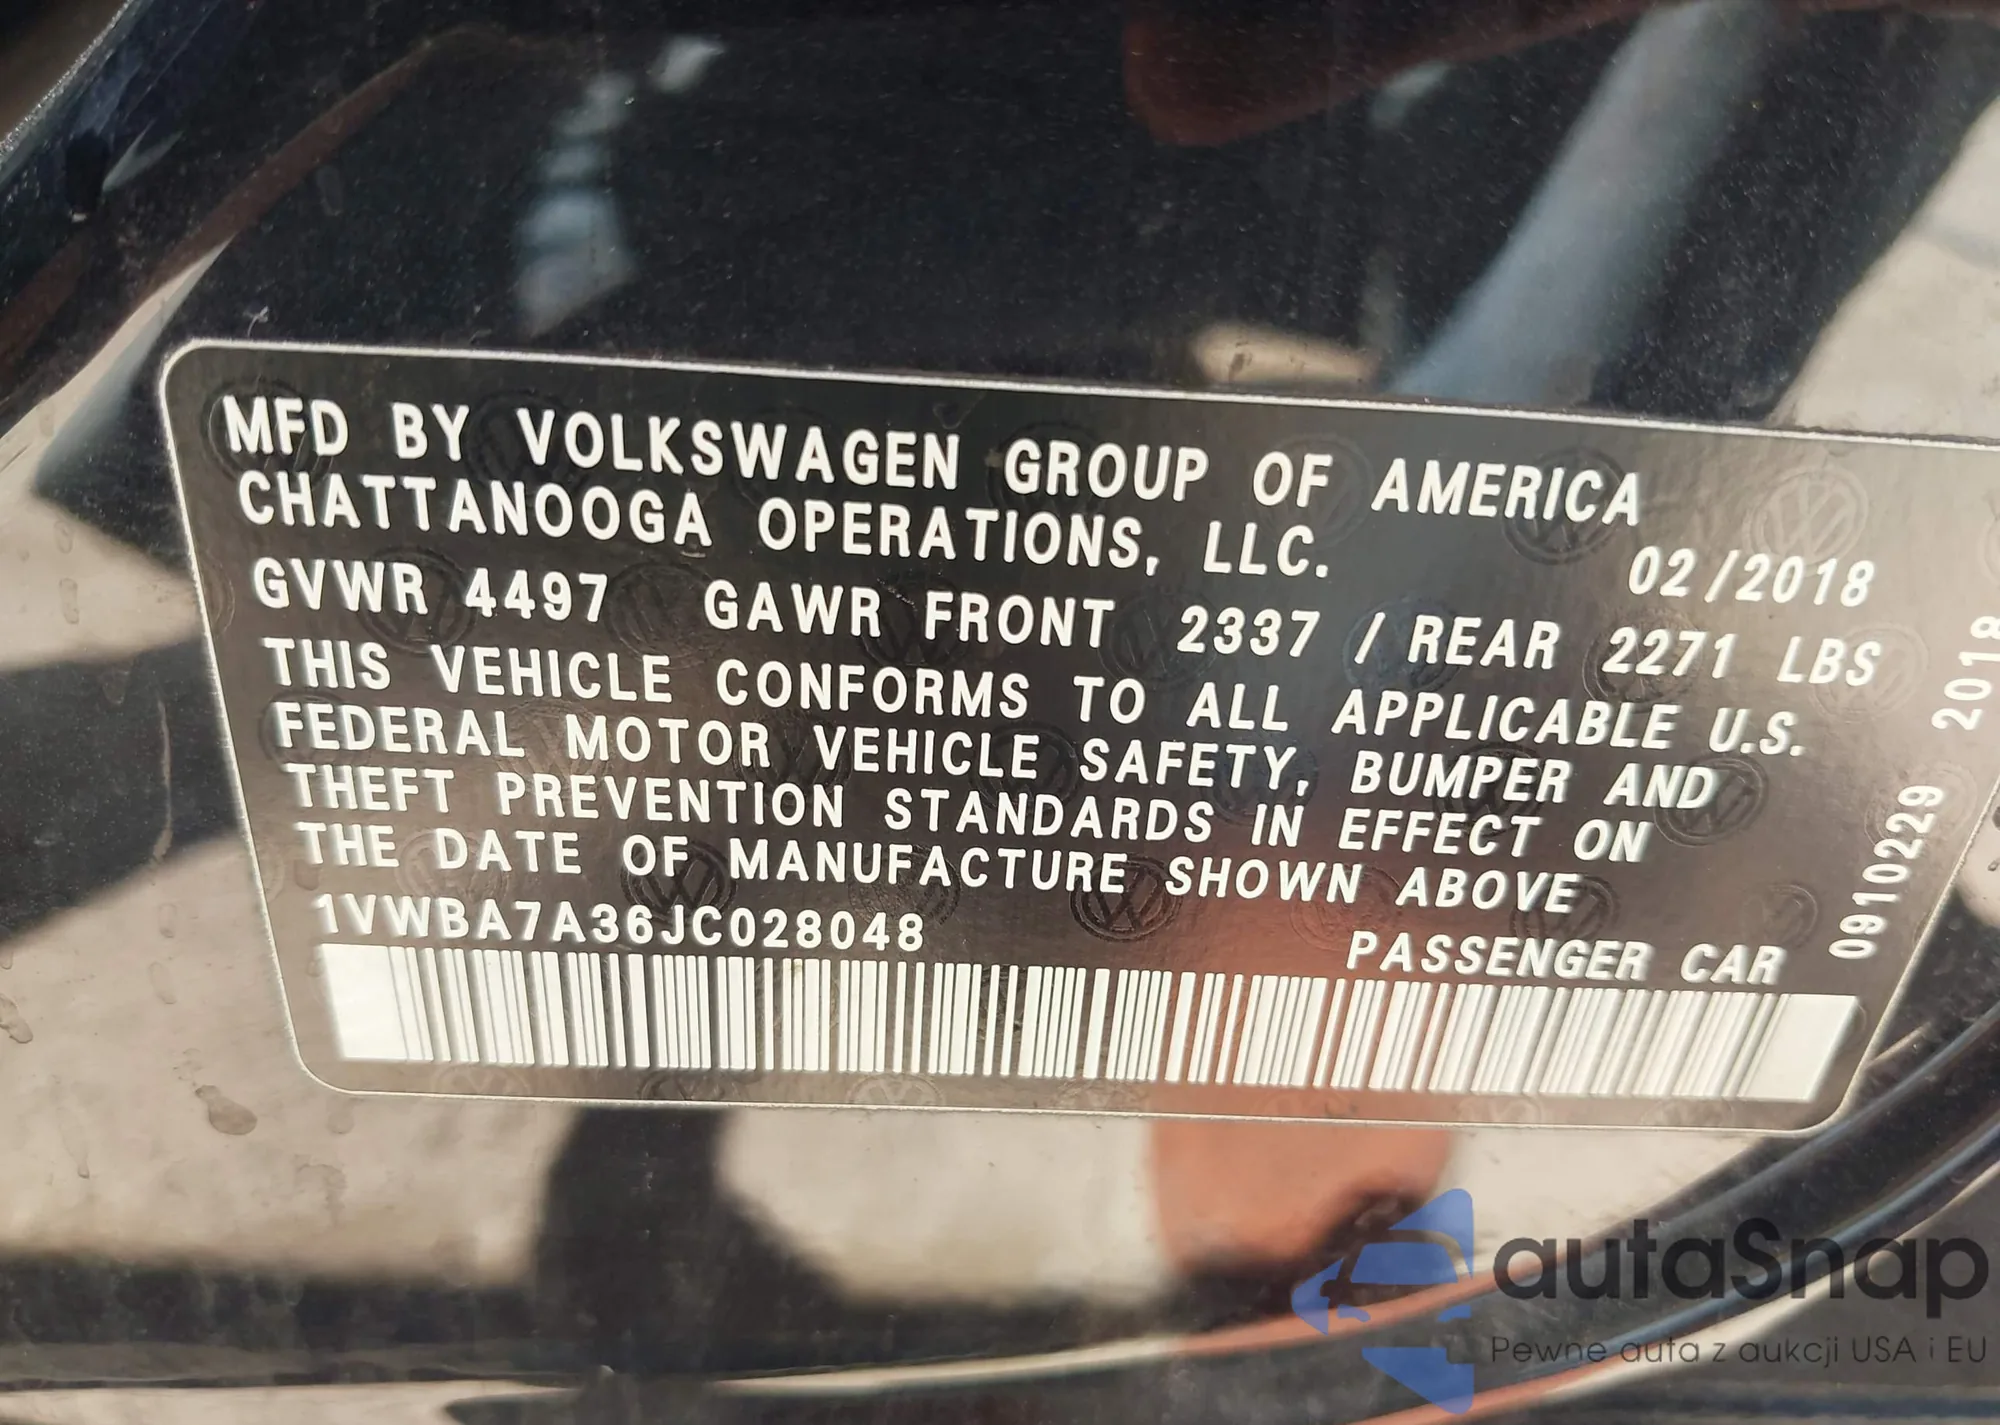 MFD BY VOLKSWAGEN GROUP OF AMERICA
CHATTANOOGA OPERATIONS, LLC.
02/2018
GVWR 4497 GAWR FRONT 2337 / REAR 2271 LBS
THIS VEHICLE CONFORMS TO ALL APPLICABLE U.S.
FEDERAL MOTOR VEHICLE SAFETY, BUMPER AND
THEFT PREVENTION STANDARDS IN EFFECT ON
THE DATE OF MANUFACTURE SHOWN ABOVE
1VWBA7A36JC028048
PASSENGER CAR
0910229 2018
autaSnap
Pewne auta z aukcji USA i EU